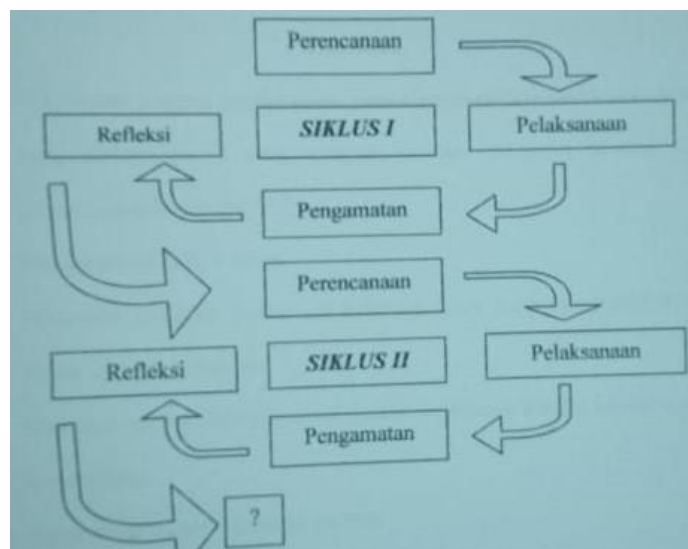 Perencanaan
Refleksi
SIKLUS I
Pelaksanaan
Pengamatan
Perencanaan
Refleksi
SIKLUS II
Pelaksanaan
Pengamatan
?